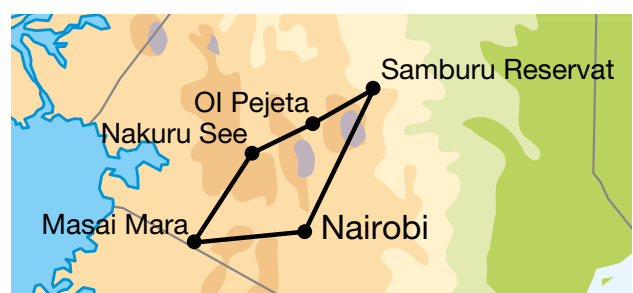 Samburu Reservat
Ol Pejeta
Nakuru See
Masai Mara
Nairobi